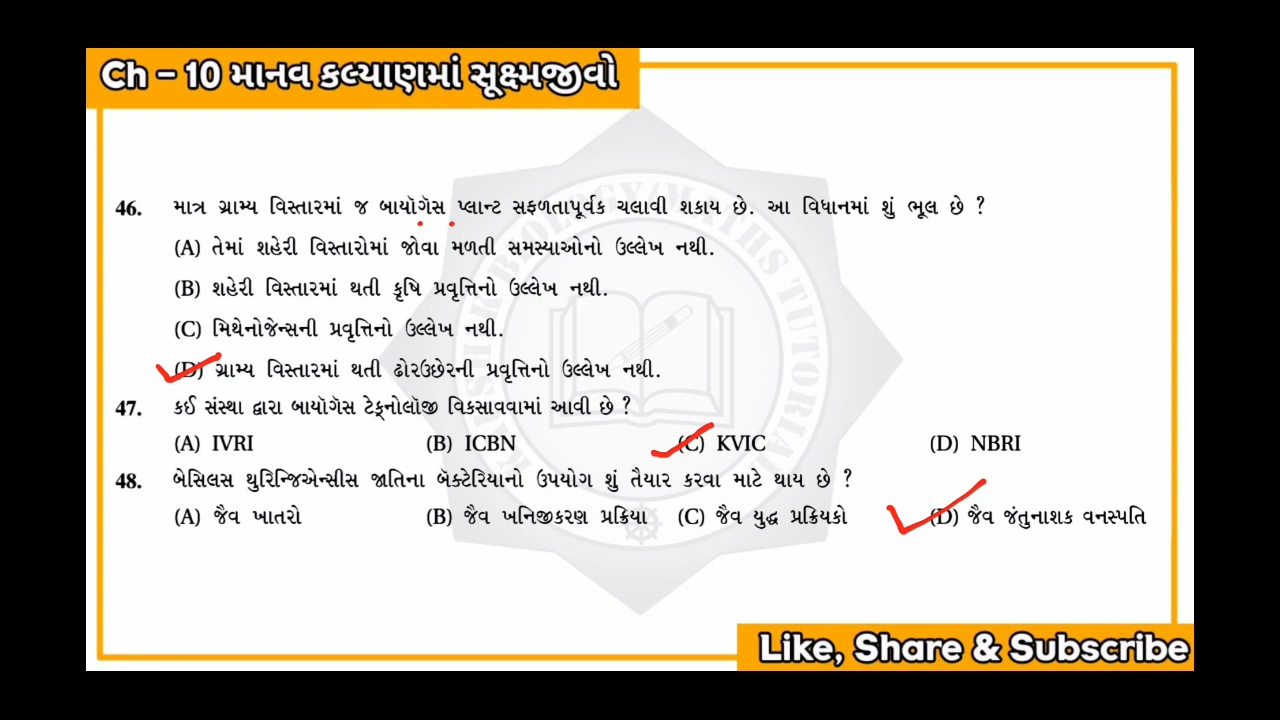 Ch – 10 માનવ કલ્યાણમાં સૂક્ષ્મજીવો
46. માત્ર ગ્રામ્ય વિસ્તારમાં જ બાયૉગૅસ પ્લાન્ટ સફળતાપૂર્વક ચલાવી શકાય છે. આ વિધાનમાં શું ભૂલ છે ?
(A) તેમાં શહેરી વિસ્તારોમાં જોવા મળતી સમસ્યાઓનો ઉલ્લેખ નથી.
(B) શહેરી વિસ્તારમાં થતી કૃષિ પ્રવૃત્તિનો ઉલ્લેખ નથી.
(C) મિથેનોજેન્સની પ્રવૃત્તિનો ઉલ્લેખ નથી.
(D) ગ્રામ્ય વિસ્તારમાં થતી ઢોરઉછેરની પ્રવૃત્તિનો ઉલ્લેખ નથી.
47. કઈ સંસ્થા દ્વારા બાયૉગૅસ ટેક્નોલૉજી વિકસાવવામાં આવી છે ?
(A) IVRI (B) ICBN (C) KVIC (D) NBRI
48. બેસિલસ થુરિન્જિએન્સીસ જાતિના બૅક્ટેરિયાનો ઉપયોગ શું તૈયાર કરવા માટે થાય છે ?
(A) જૈવ ખાતરો (B) જૈવ ખનિજીકરણ પ્રક્રિયા (C) જૈવ યુદ્ધ પ્રક્રિયકો (D) જૈવ જંતુનાશક વનસ્પતિ
Like, Share & Subscribe